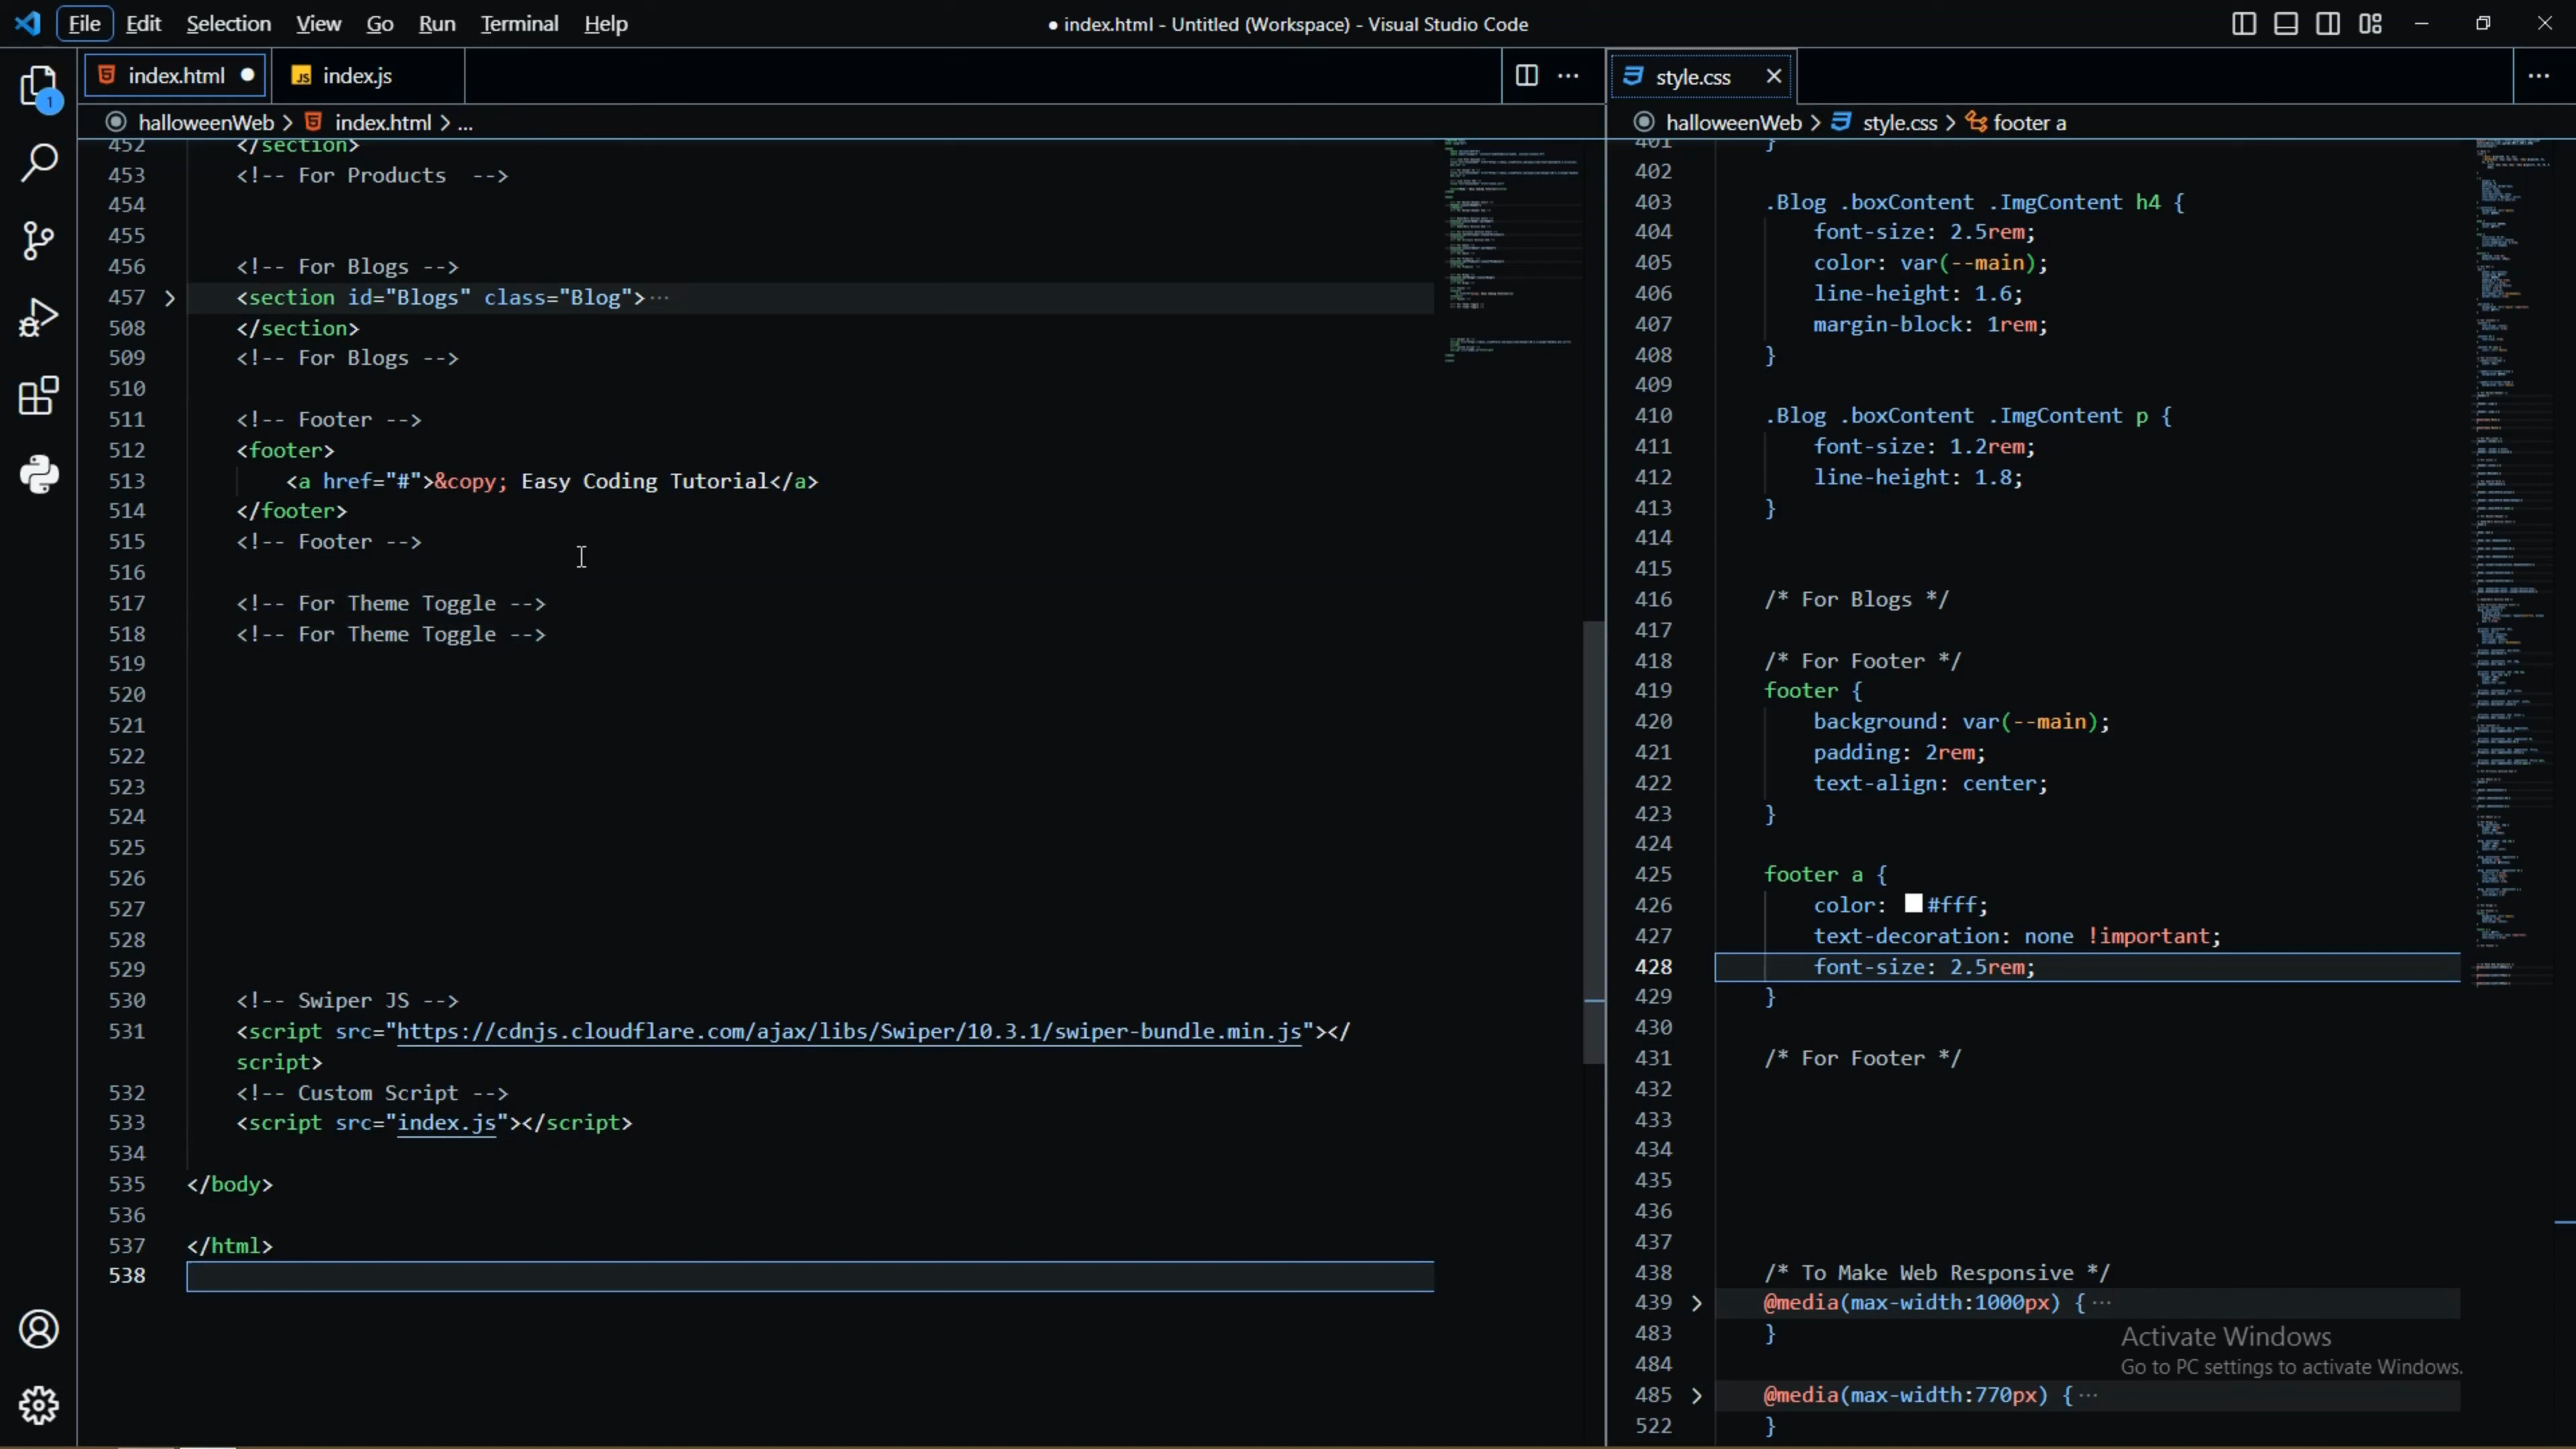 File Edit Selection View Go Run Terminal Help
● index.html - Untitled (Workspace) - Visual Studio Code
1
index.html
JS index.js
halloweenWeb > index.html > ...
452 </section>
453 <!-- For Products  -->
454
455
456 <!-- For Blogs -->
457 > <section id="Blogs" class="Blog">···
508 </section>
509 <!-- For Blogs -->
510
511 <!-- Footer -->
512 <footer>
513 <a href="#">&copy; Easy Coding Tutorial</a>
514 </footer>
515 <!-- Footer -->
516
517 <!-- For Theme Toggle -->
518 <!-- For Theme Toggle -->
519
520
521
522
523
524
525
526
527
528
529
530 <!-- Swiper JS -->
531 <script src="https://cdnjs.cloudflare.com/ajax/libs/Swiper/10.3.1/swiper-bundle.min.js"></
script>
532 <!-- Custom Script -->
533 <script src="index.js"></script>
534
535 </body>
536
537 </html>
538
style.css
halloweenWeb > style.css > footer a
401 }
402
403 .Blog .boxContent .ImgContent h4 {
404 font-size: 2.5rem;
405 color: var(--main);
406 line-height: 1.6;
407 margin-block: 1rem;
408 }
409
410 .Blog .boxContent .ImgContent p {
411 font-size: 1.2rem;
412 line-height: 1.8;
413 }
414
415
416 /* For Blogs */
417
418 /* For Footer */
419 footer {
420 background: var(--main);
421 padding: 2rem;
422 text-align: center;
423 }
424
425 footer a {
426 color: #fff;
427 text-decoration: none !important;
428 font-size: 2.5rem;
429 }
430
431 /* For Footer */
432
433
434
435
436
437
438 /* To Make Web Responsive */
439 > @media(max-width:1000px) {···
483 }
484
485 > @media(max-width:770px) {···
522 }
Activate Windows
Go to PC settings to activate Windows.